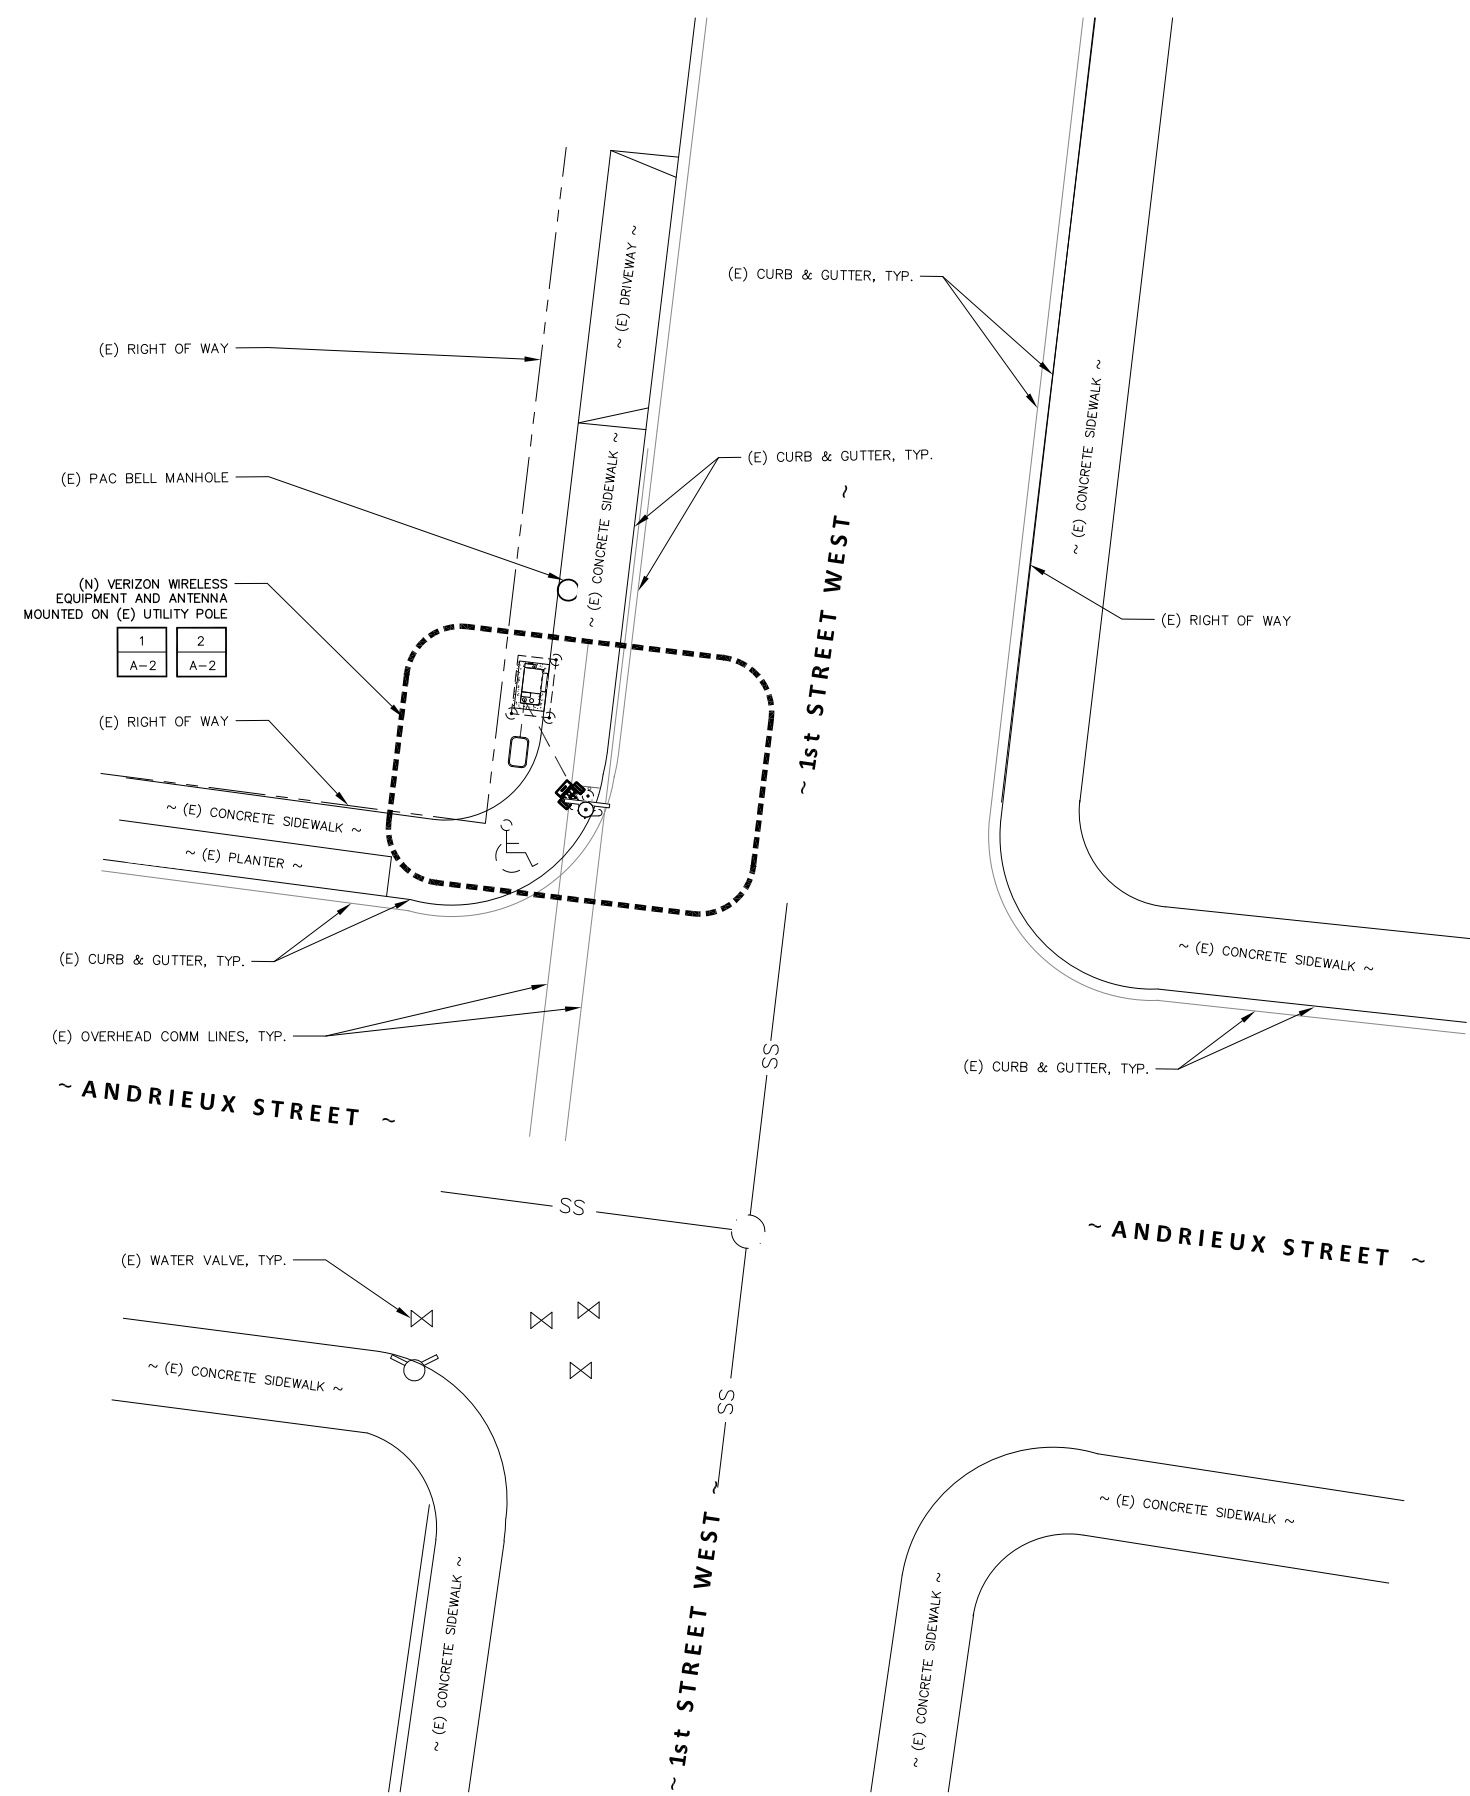 ~ (E) DRIVEWAY ~
(E) CURB & GUTTER, TYP.
(E) RIGHT OF WAY
~ (E) CONCRETE SIDEWALK ~
(E) CURB & GUTTER, TYP.
~ (E) CONCRETE SIDEWALK ~
(E) PAC BELL MANHOLE
~ 1st STREET WEST ~
(N) VERIZON WIRELESS
EQUIPMENT AND ANTENNA
MOUNTED ON (E) UTILITY POLE
1
A-2
2
A-2
(E) RIGHT OF WAY
(E) RIGHT OF WAY
~ (E) CONCRETE SIDEWALK ~
~ (E) PLANTER ~
(E) CURB & GUTTER, TYP.
~ (E) CONCRETE SIDEWALK ~
(E) OVERHEAD COMM LINES, TYP.
SS
(E) CURB & GUTTER, TYP.
~ ANDRIEUX STREET ~
SS
~ ANDRIEUX STREET ~
(E) WATER VALVE, TYP.
~ (E) CONCRETE SIDEWALK ~
SS
~ (E) CONCRETE SIDEWALK ~
~ (E) CONCRETE SIDEWALK ~
~ 1st STREET WEST ~
~ (E) CONCRETE SIDEWALK ~